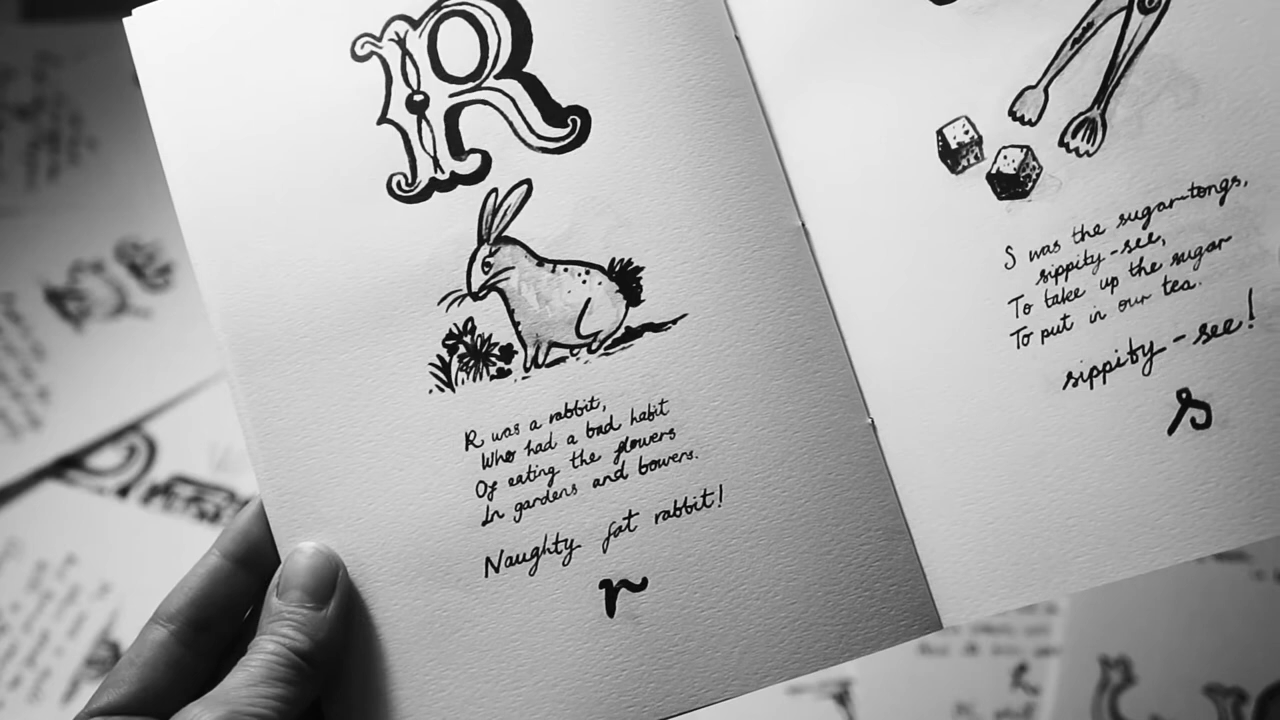 R
R was a rabbit,
Who had a bad habit
Of eating the flowers
In gardens and bowers.
Naughty fat rabbit!
r
S was the sugar-tongs,
sippity-see,
To take up the sugar
To put in our tea.
sippity-see!
s